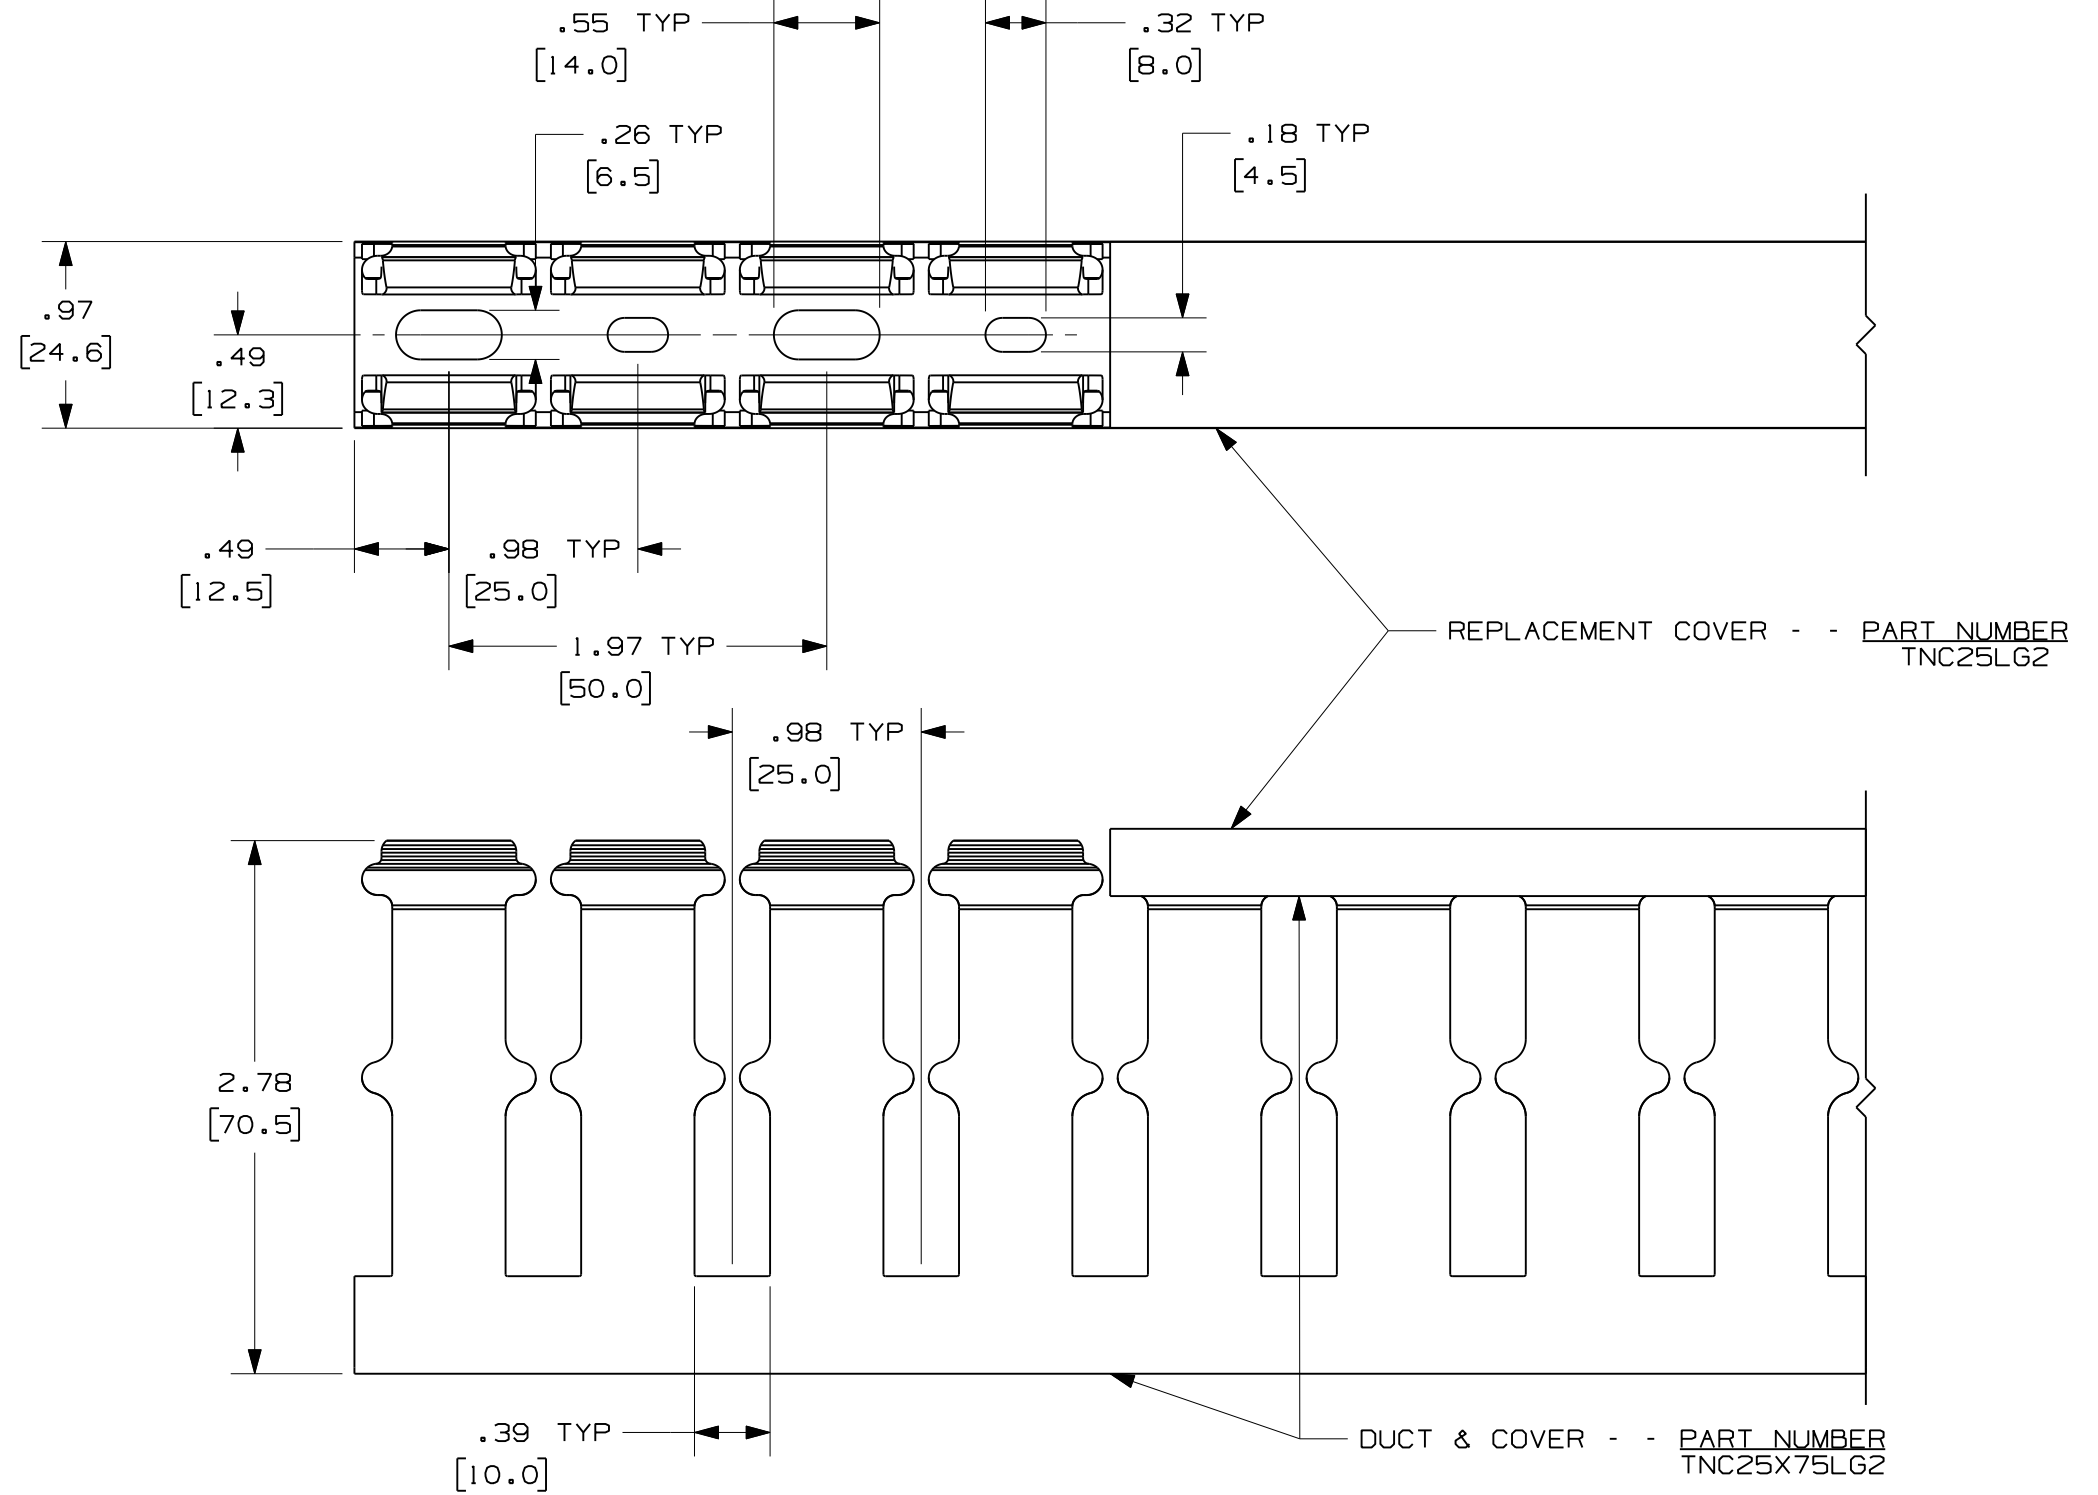 .55 TYP
[14.0]
.32 TYP
[8.0]
.26 TYP
[6.5]
.18 TYP
[4.5]
.97
[24.6]
.49
[12.3]
.49
[12.5]
.98 TYP
[25.0]
1.97 TYP
[50.0]
REPLACEMENT COVER - - PART NUMBER
TNC25LG2
.98 TYP
[25.0]
2.78
[70.5]
.39 TYP
[10.0]
DUCT & COVER - - PART NUMBER
TNC25X75LG2